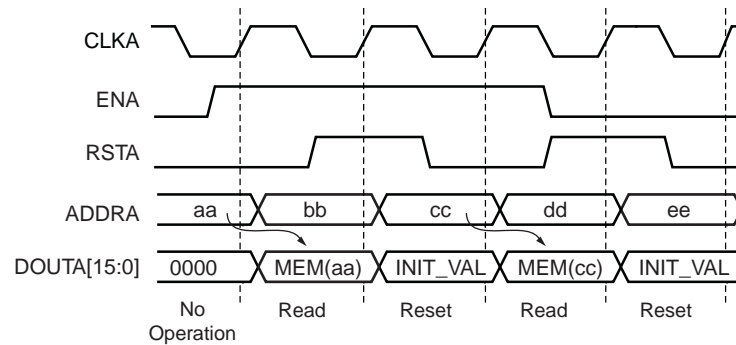 CLKA
ENA
RSTA
ADDRA aa bb cc dd ee
DOUTA[15:0] 0000 MEM(aa) INIT_VAL MEM(cc) INIT_VAL
No Operation Read Reset Read Reset